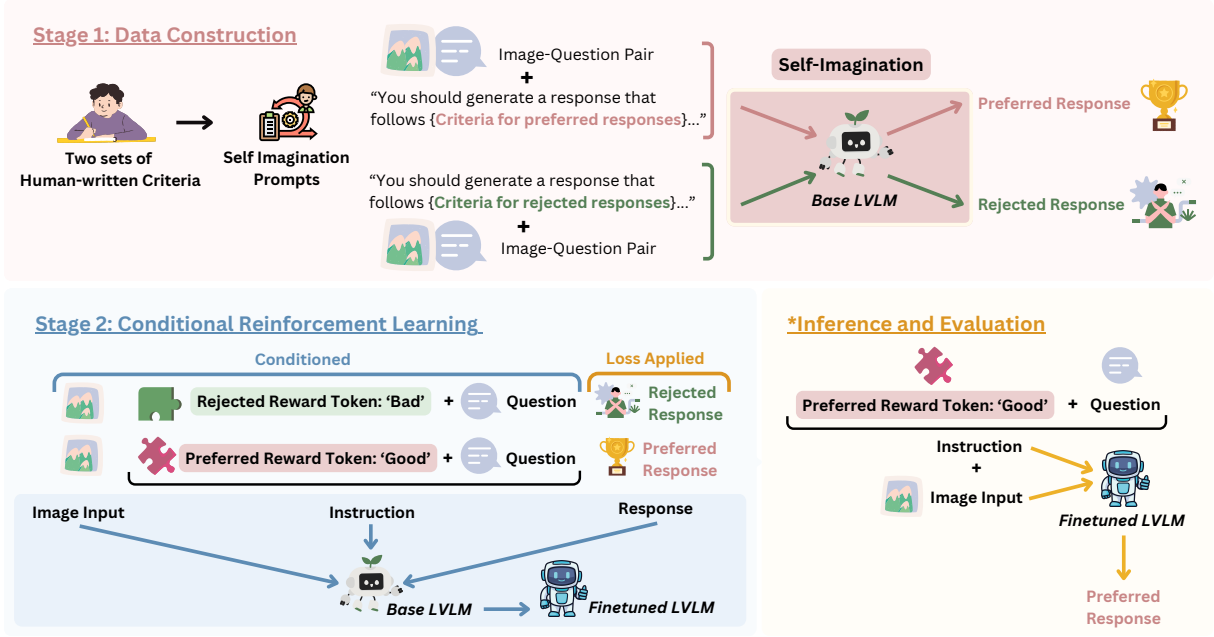 Stage 1: Data Construction
Two sets of
Human-written Criteria
Self Imagination
Prompts
Image-Question Pair
+
“You should generate a response that
follows {Criteria for preferred responses}...”
“You should generate a response that
follows {Criteria for rejected responses}...”
+
Image-Question Pair
Self-Imagination
Base LVLM
Preferred Response
Rejected Response
Stage 2: Conditional Reinforcement Learning
Conditioned
Loss Applied
Rejected Reward Token: ‘Bad’ + Question
Rejected
Response
Preferred Reward Token: ‘Good’ + Question
Preferred
Response
Image Input
Instruction
Response
Base LVLM
Finetuned LVLM
*Inference and Evaluation
Preferred Reward Token: ‘Good’ + Question
Instruction
+
Image Input
Finetuned LVLM
Preferred
Response